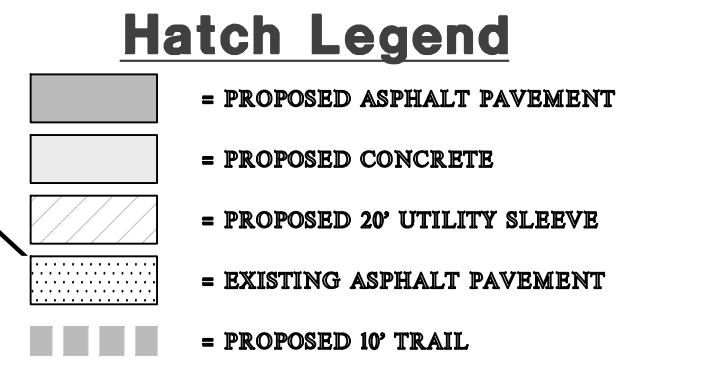 Hatch Legend
= PROPOSED ASPHALT PAVEMENT
= PROPOSED CONCRETE
= PROPOSED 20' UTILITY SLEEVE
= EXISTING ASPHALT PAVEMENT
= PROPOSED 10' TRAIL